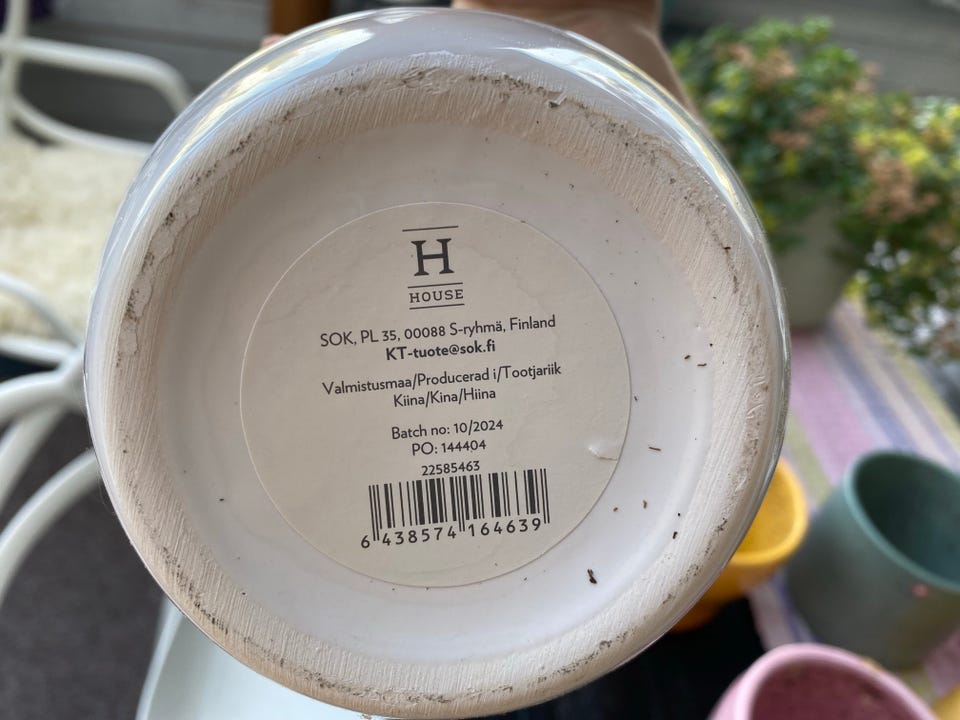 H
HOUSE
SOK, PL 35, 00088 S-ryhmä, Finland
KT-tuote@sok.fi
Valmistusmaa/Producerad i/Tootjariik
Kiina/Kina/Hiina
Batch no: 10/2024
PO: 144404
22585463
6 438574 164639